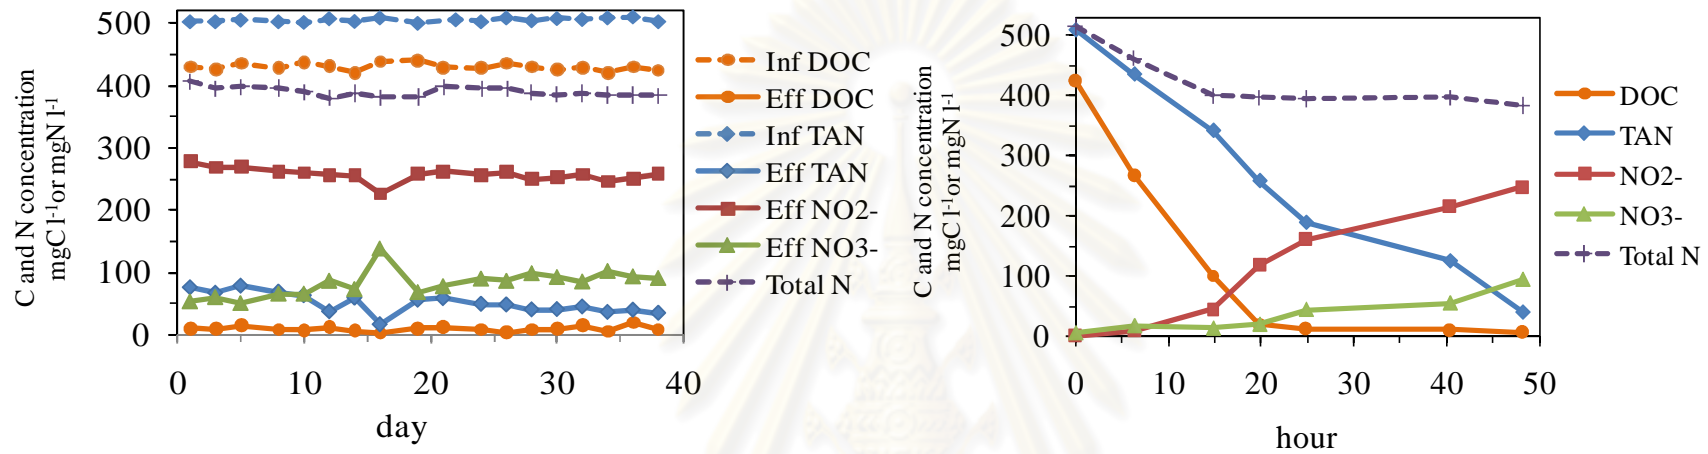 500
400
300
200
100
0
C and N concentration
mgC l-1or mgN l-1
0 10 20 30 40
day
Inf DOC
Eff DOC
Inf TAN
Eff TAN
Eff NO2-
Eff NO3-
Total N
500
400
300
200
100
0
C and N concentration
mgC l-1or mgN l-1
0 10 20 30 40 50
hour
DOC
TAN
NO2-
NO3-
Total N